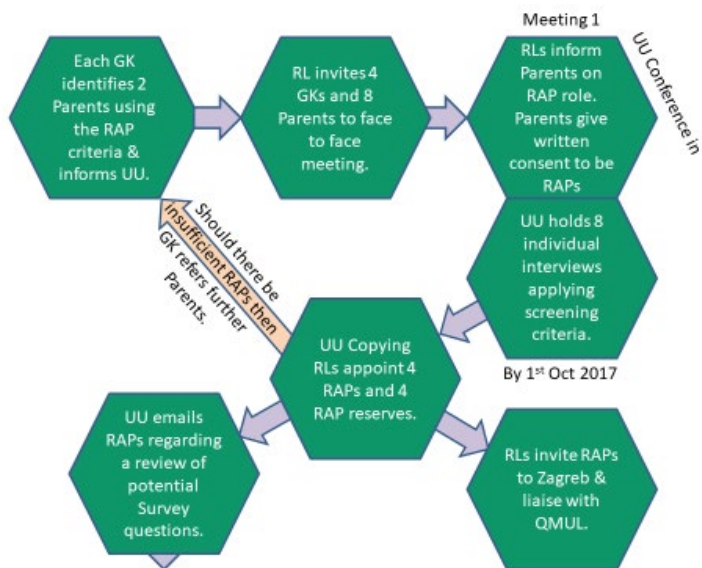 Each GK
identifies 2
Parents using
the RAP
criteria &
informs UU.
RL invites 4
GKs and 8
Parents to face
to face
meeting.
Meeting 1
RLs inform
Parents on
RAP role.
Parents give
written
consent to be
RAPs
UU Conference in
UU holds 8
individual
interviews
applying
screening
criteria.
By 1st Oct 2017
Should there be
insufficient RAPs then
GK refers further
Parents.
UU Copying
RLs appoint 4
RAPs and 4
RAP reserves.
UU emails
RAPs regarding
a review of
potential
Survey
questions.
RLs invite RAPs
to Zagreb &
liaise with
QMUL.